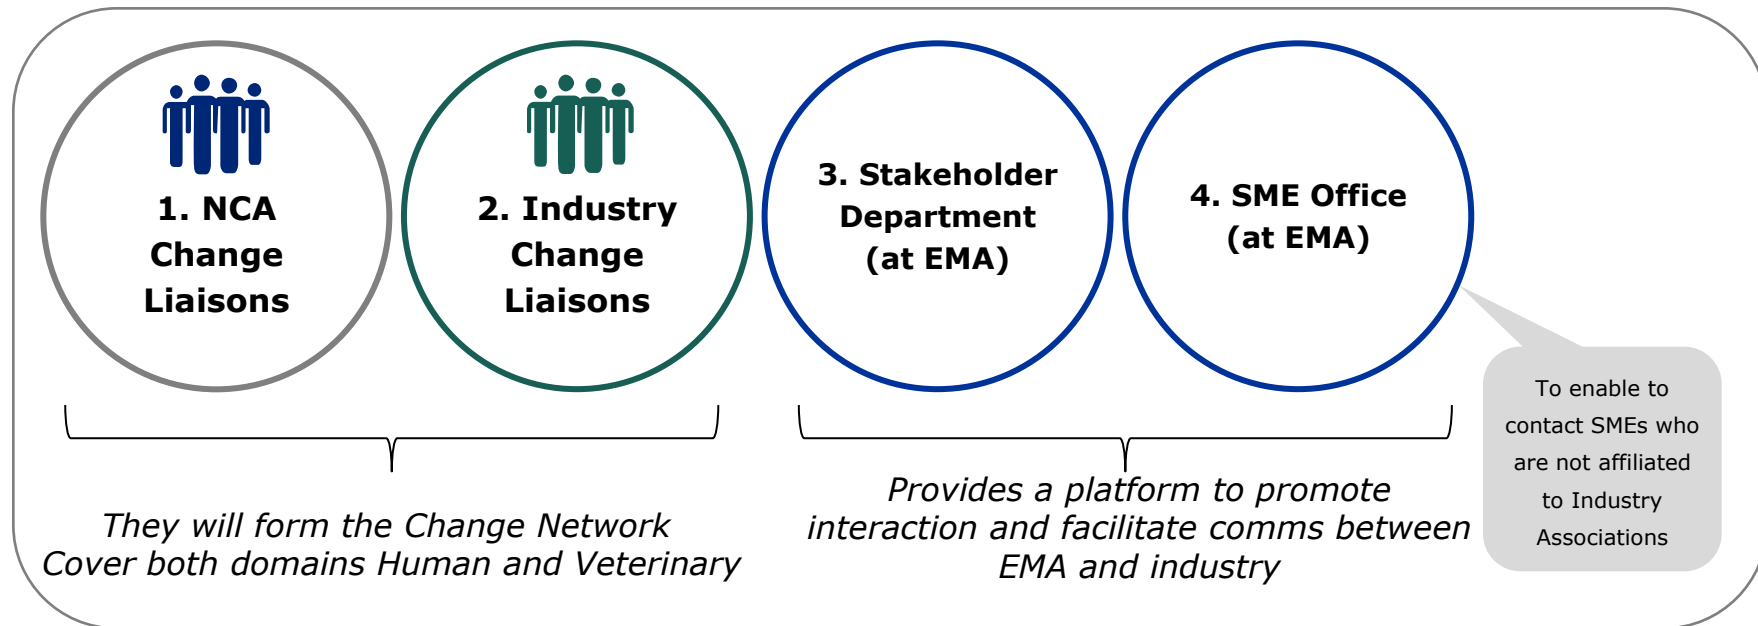 1. NCA
Change
Liaisons
2. Industry
Change
Liaisons
3. Stakeholder
Department
(at EMA)
4. SME Office
(at EMA)
They will form the Change Network
Cover both domains Human and Veterinary
Provides a platform to promote
interaction and facilitate comms between
EMA and industry
To enable to
contact SMEs who
are not affiliated
to Industry
Associations